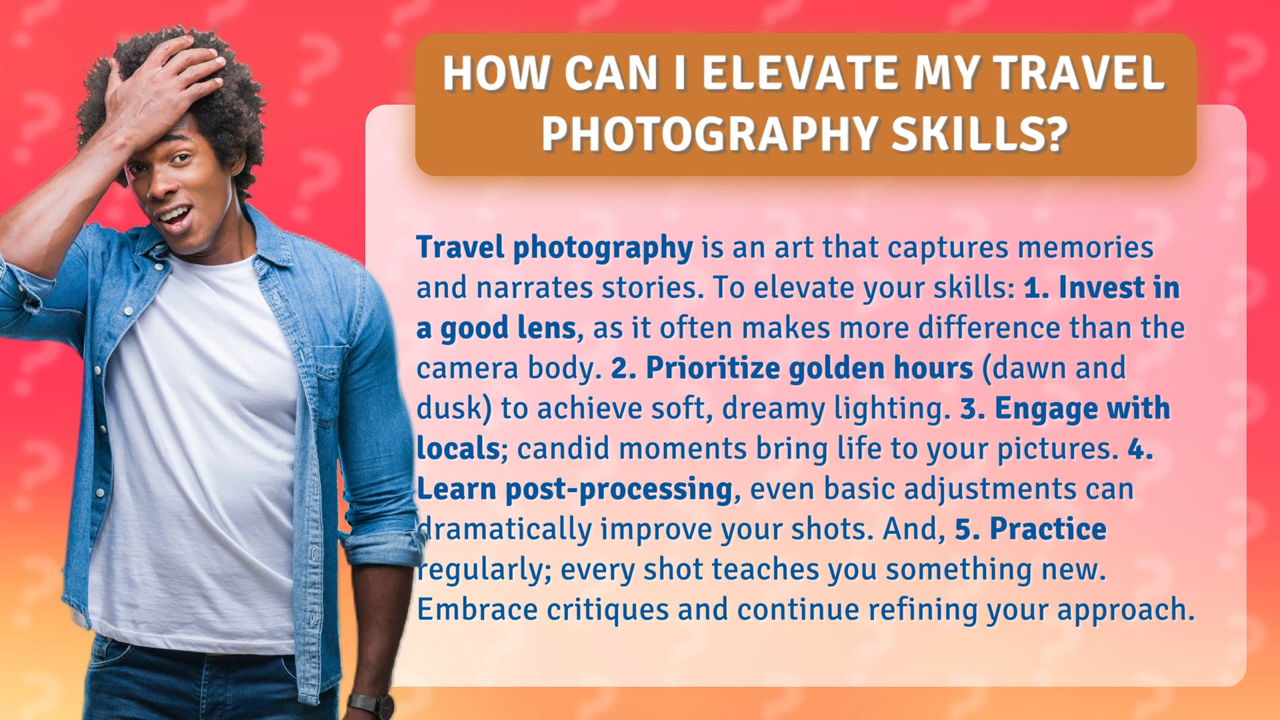 HOW CAN I ELEVATE MY TRAVEL
PHOTOGRAPHY SKILLS?
Travel photography is an art that captures memories
and narrates stories. To elevate your skills: 1. Invest in
a good lens, as it often makes more difference than the
camera body. 2. Prioritize golden hours (dawn and
dusk) to achieve soft, dreamy lighting. 3. Engage with
locals; candid moments bring life to your pictures. 4.
Learn post-processing, even basic adjustments can
dramatically improve your shots. And, 5. Practice
regularly; every shot teaches you something new.
Embrace critiques and continue refining your approach.